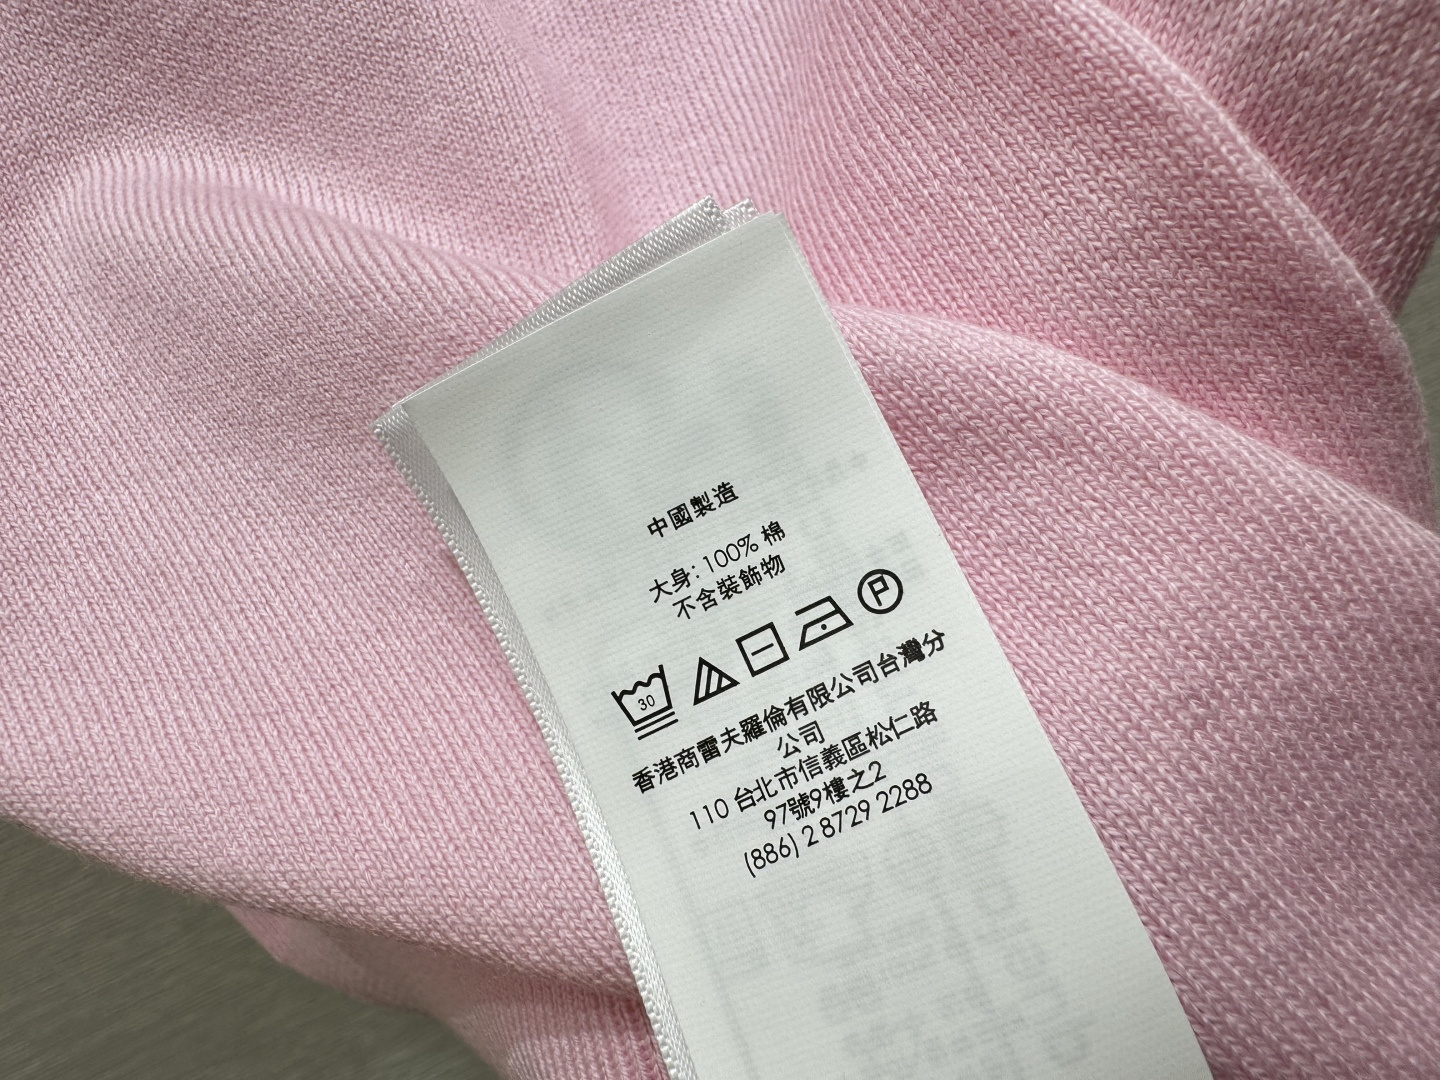 中國製造
大身: 100% 棉
不含裝飾物
30
P
香港商雷夫羅倫有限公司台灣分
公司
110 台北市信義區松仁路
97號9樓之2
(886) 2 8729 2288